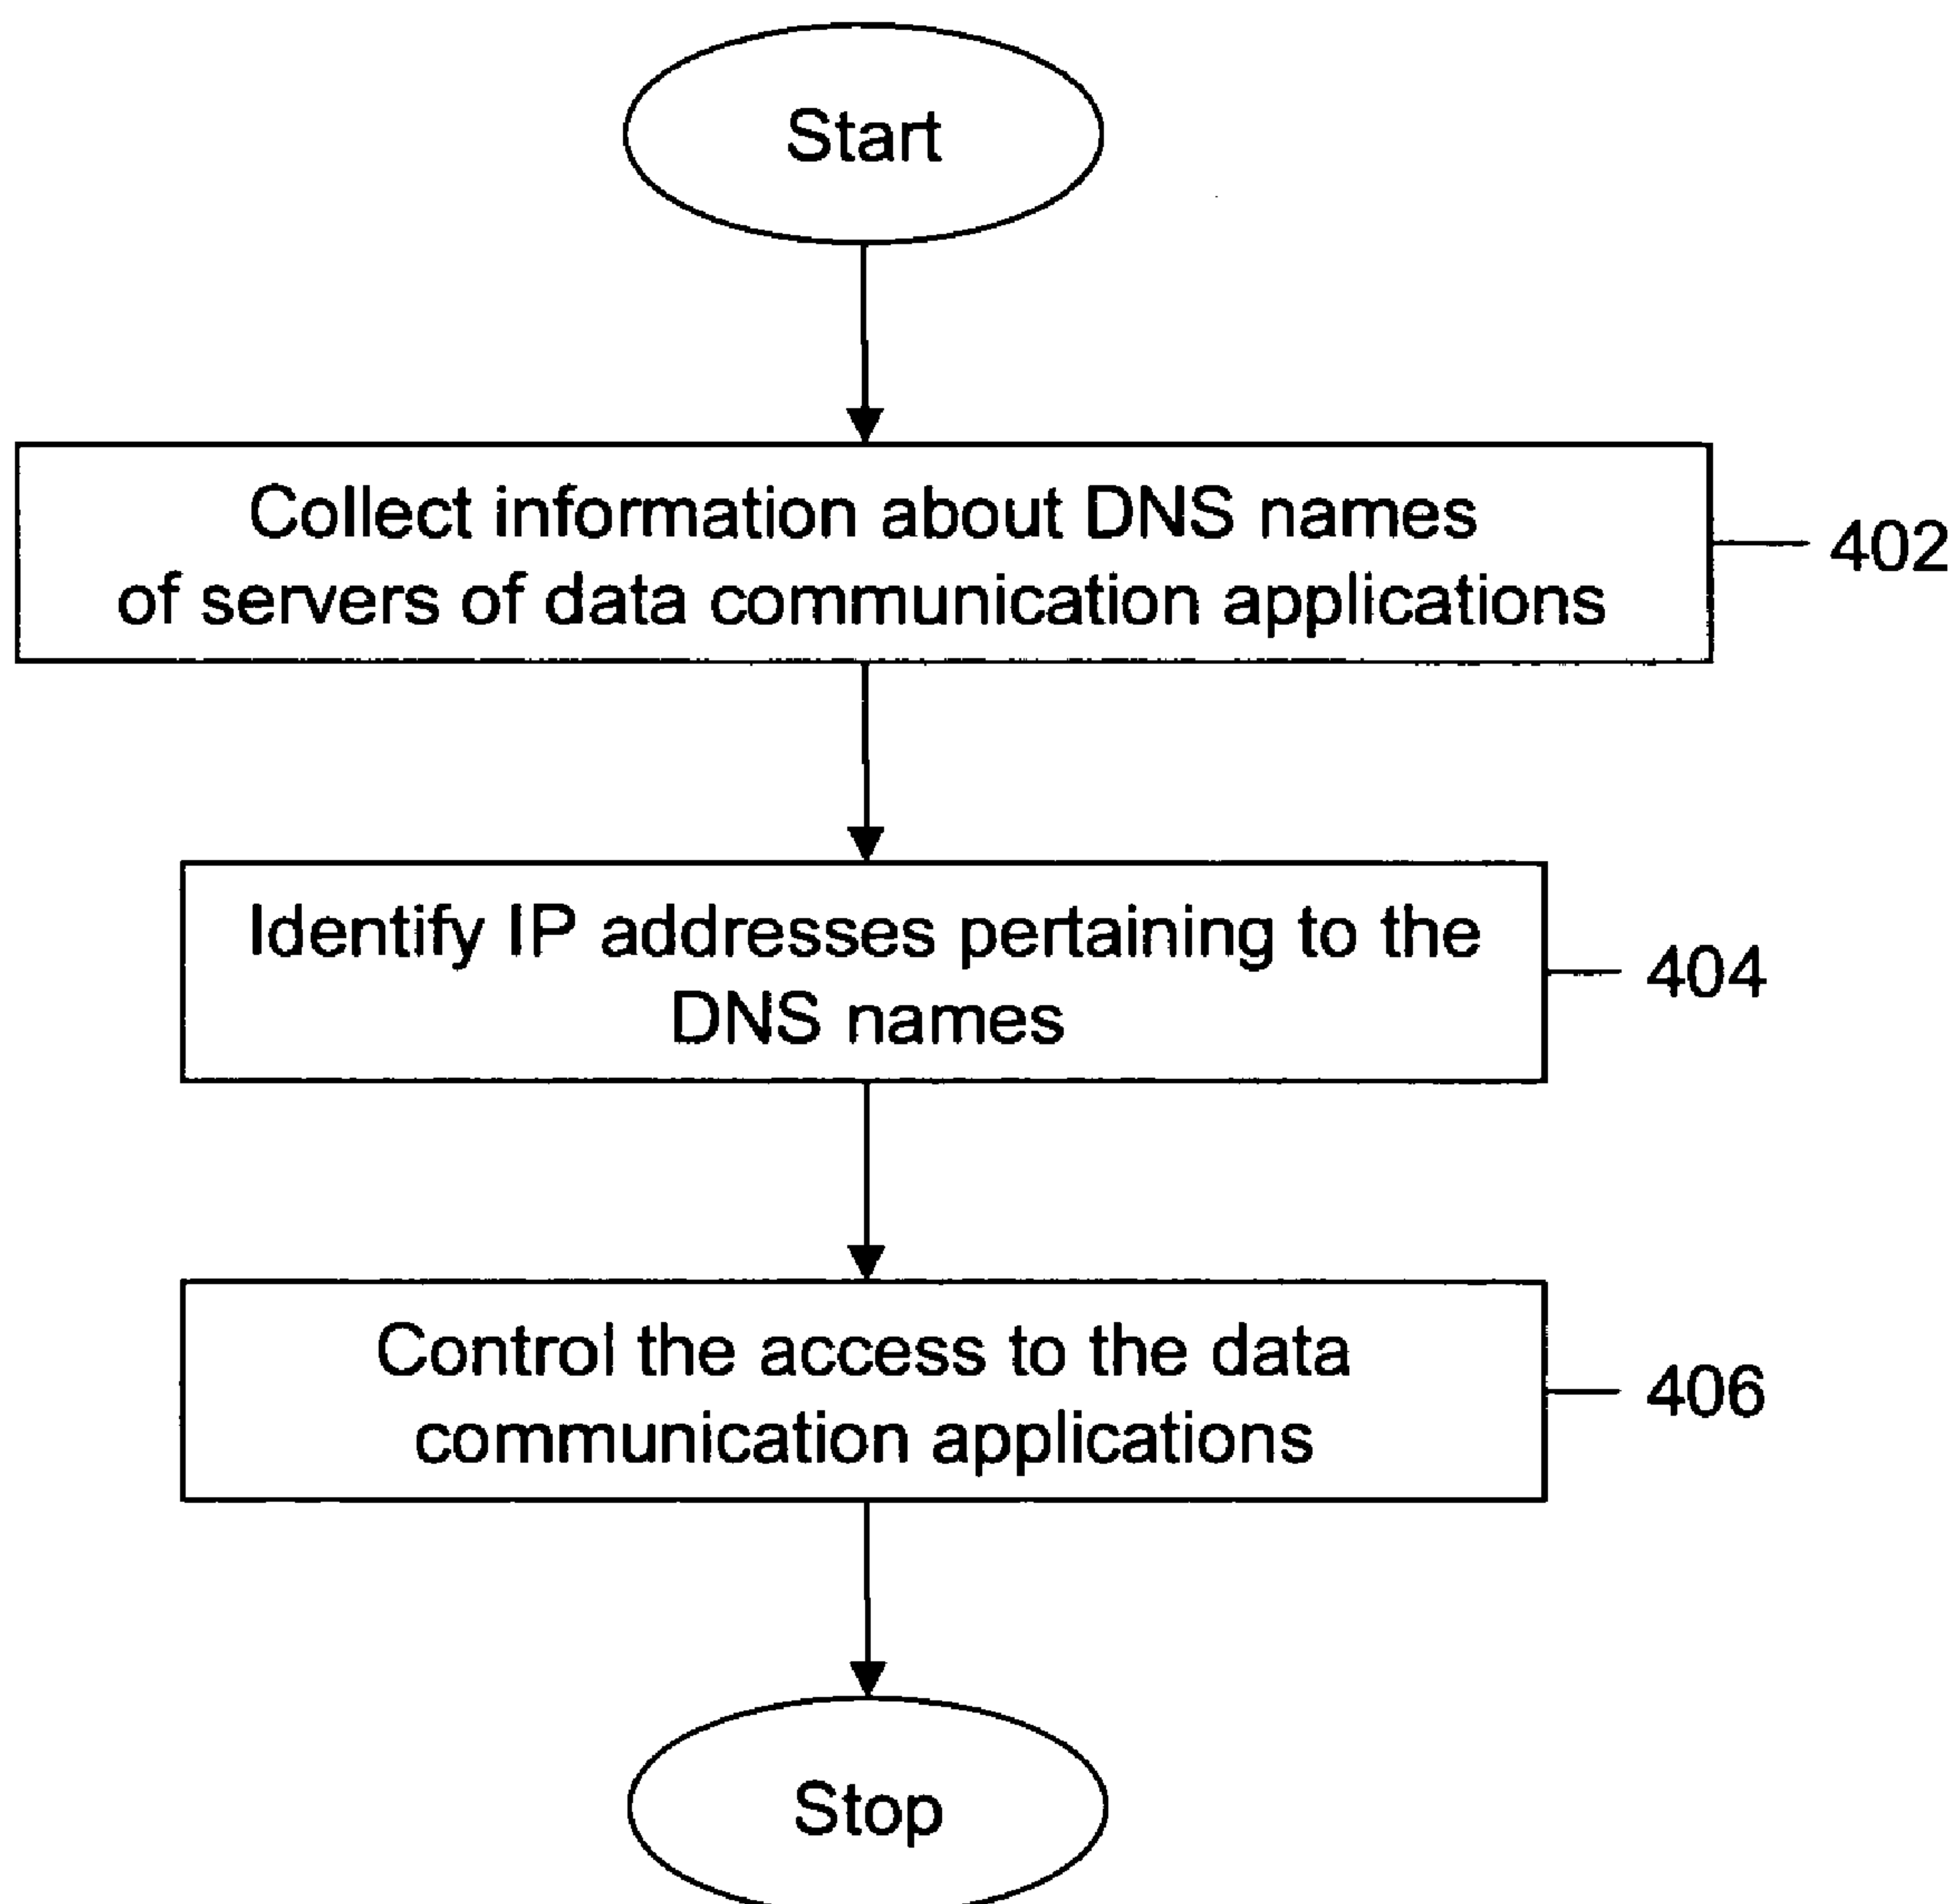 Start
Collect information about DNS names
of servers of data communication applications
402
Identify IP addresses pertaining to the
DNS names
404
Control the access to the data
communication applications
406
Stop